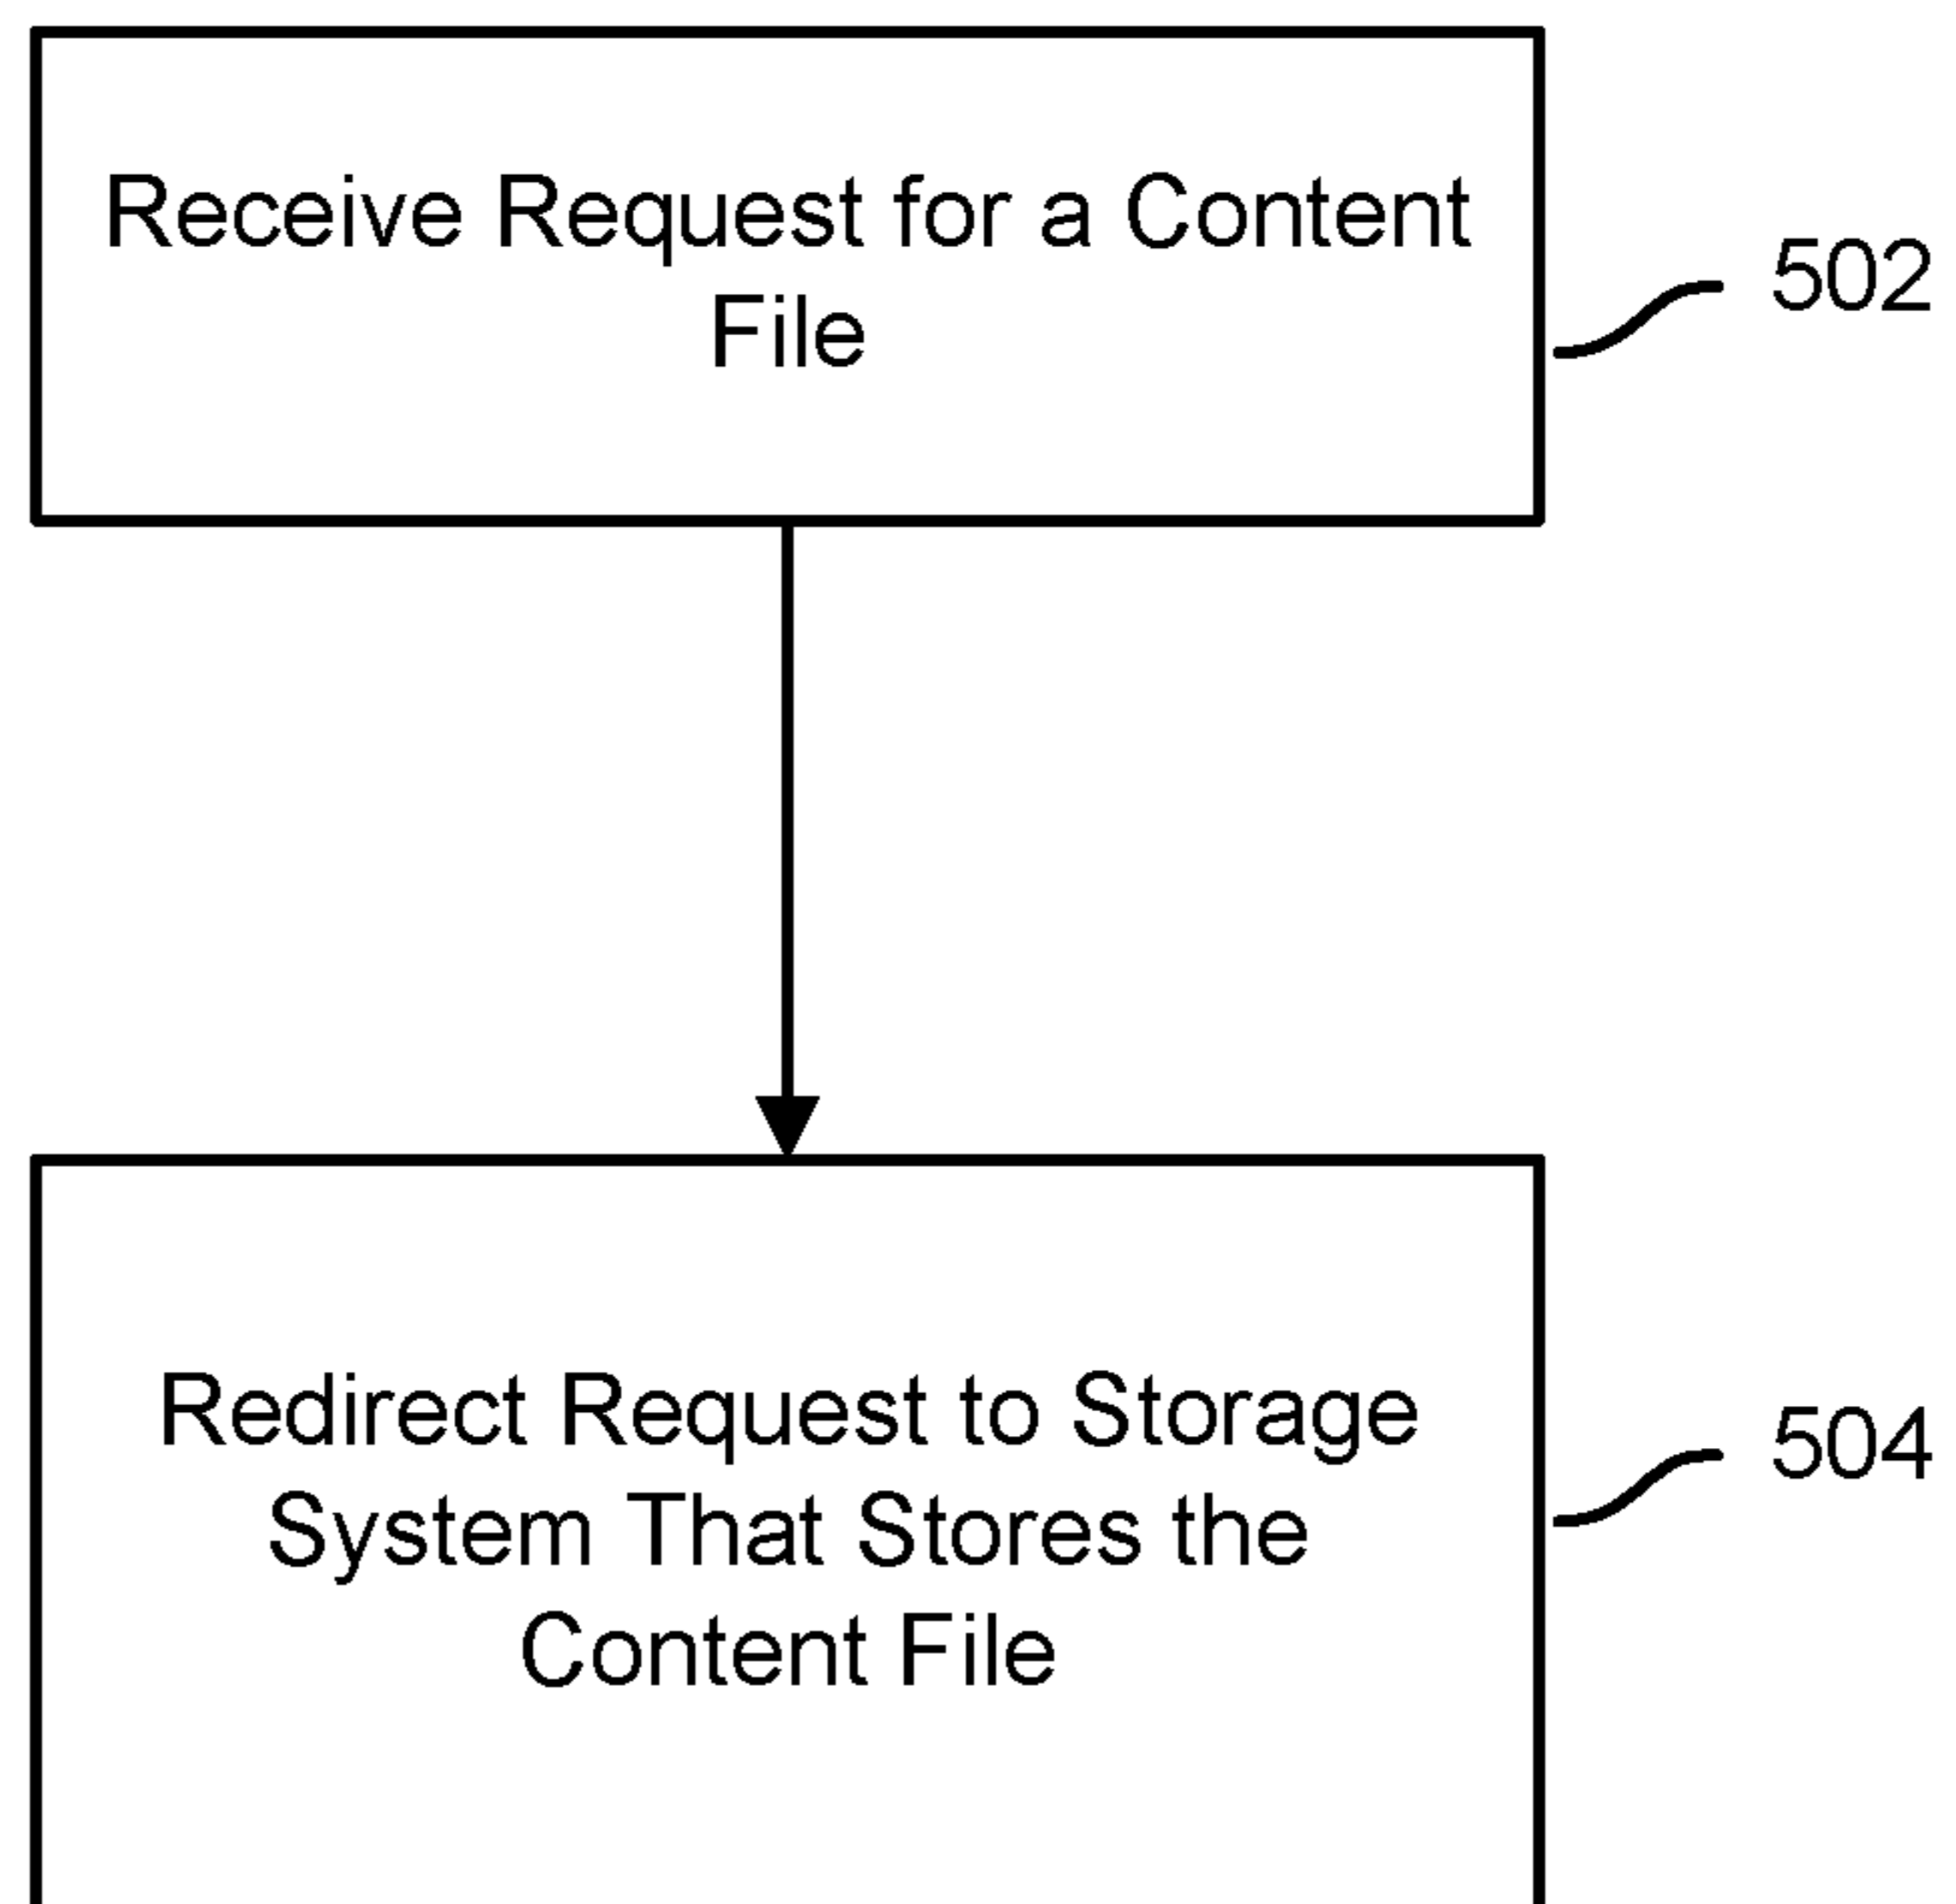 Receive Request for a Content
File
502
Redirect Request to Storage
System That Stores the
Content File
504